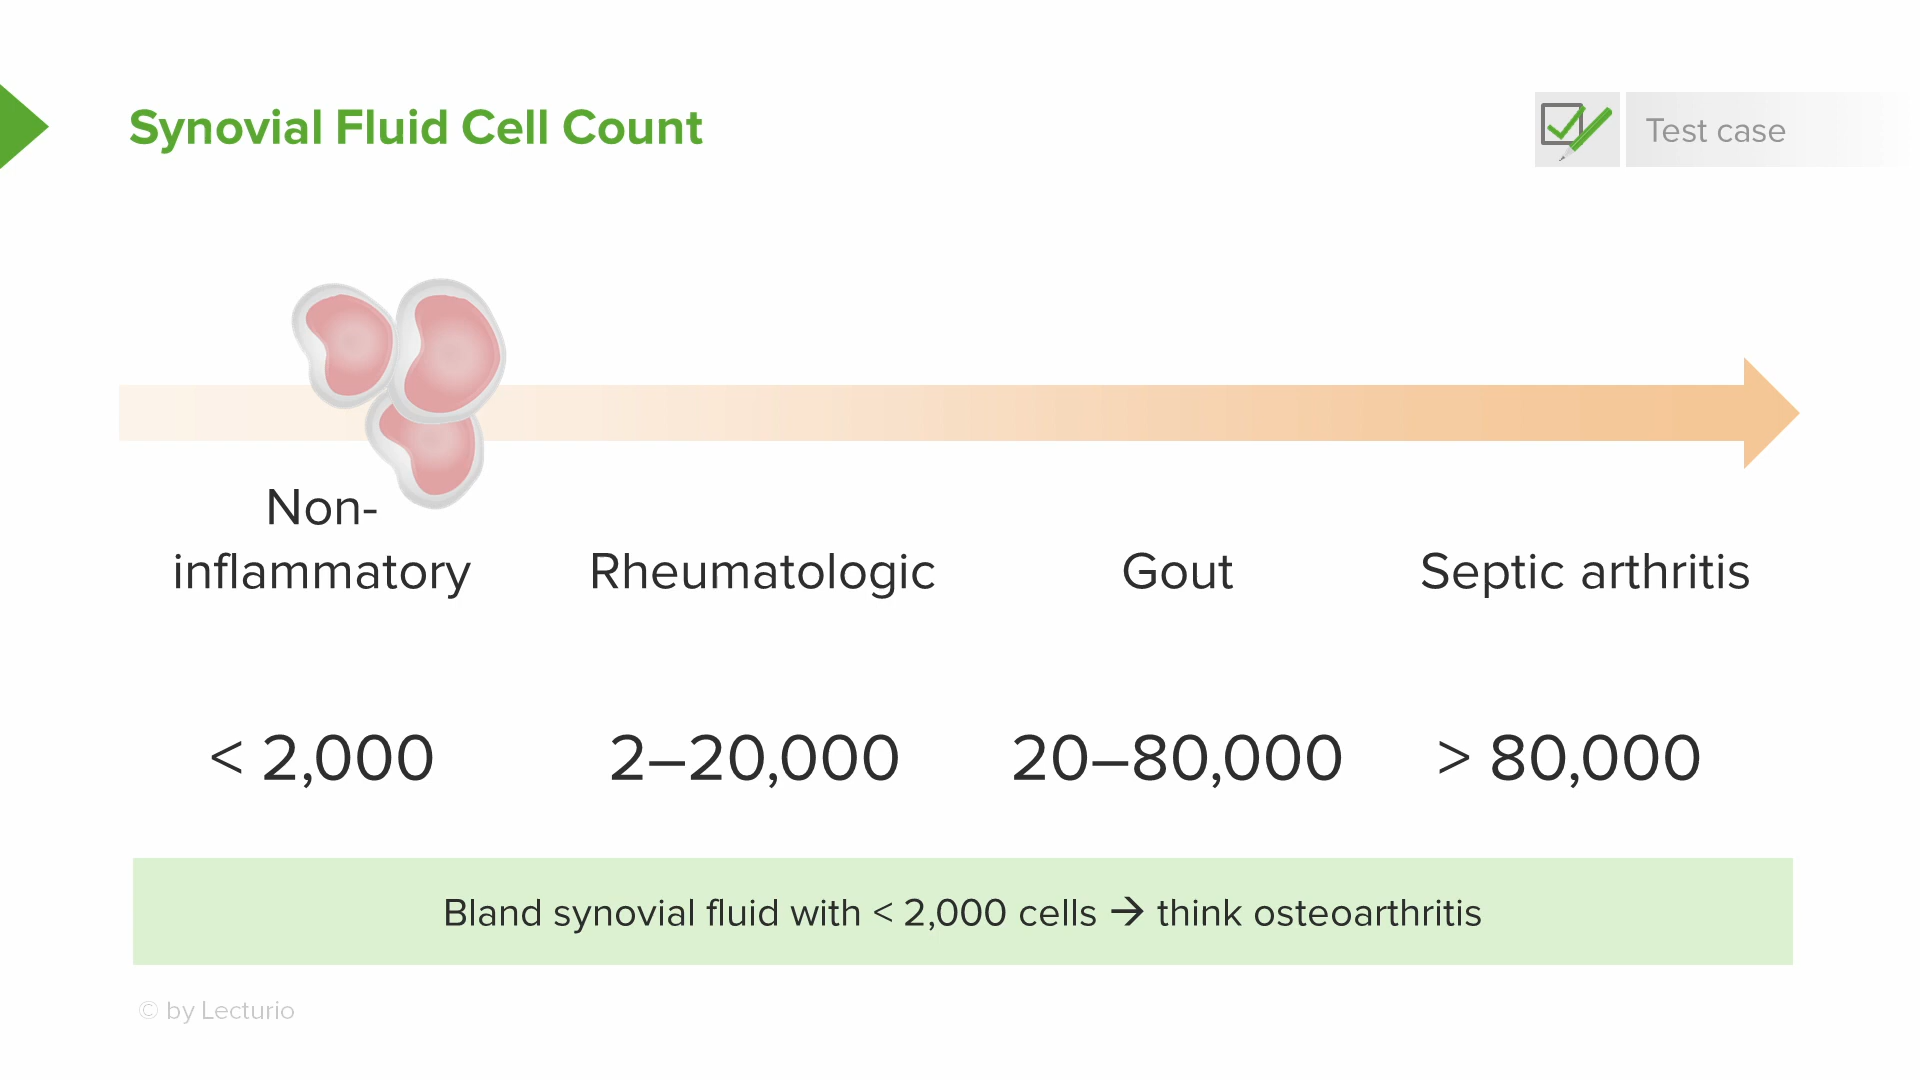 Synovial Fluid Cell Count
Test case
Non-
inflammatory
Rheumatologic
Gout
Septic arthritis
< 2,000
2–20,000
20–80,000
> 80,000
Bland synovial fluid with < 2,000 cells → think osteoarthritis
© by Lecturio